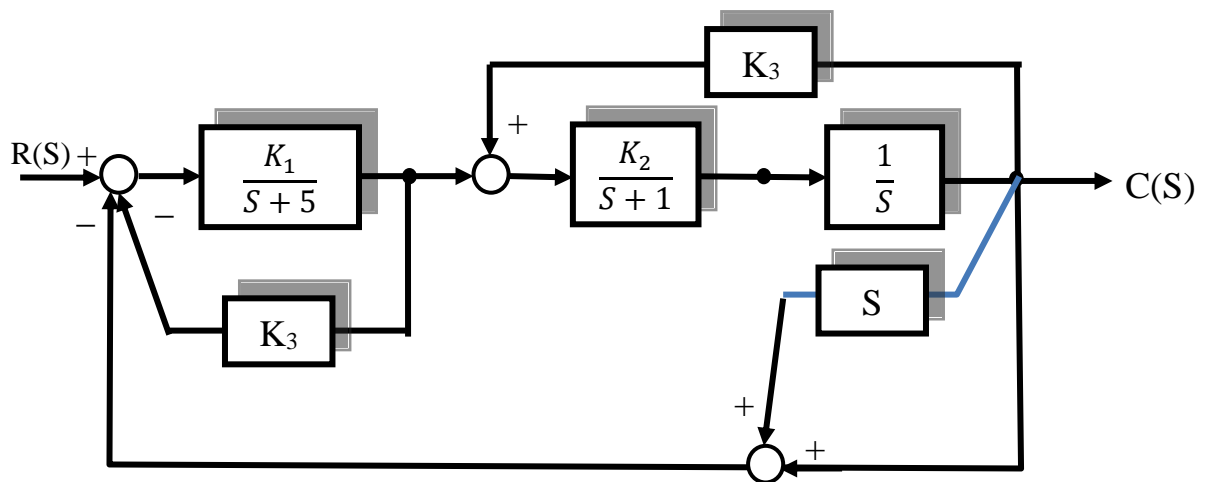 K₃
+
R(S) +
K₁
S + 5
K₂
S + 1
1
S
C(S)
−
−
S
K₃
+
+